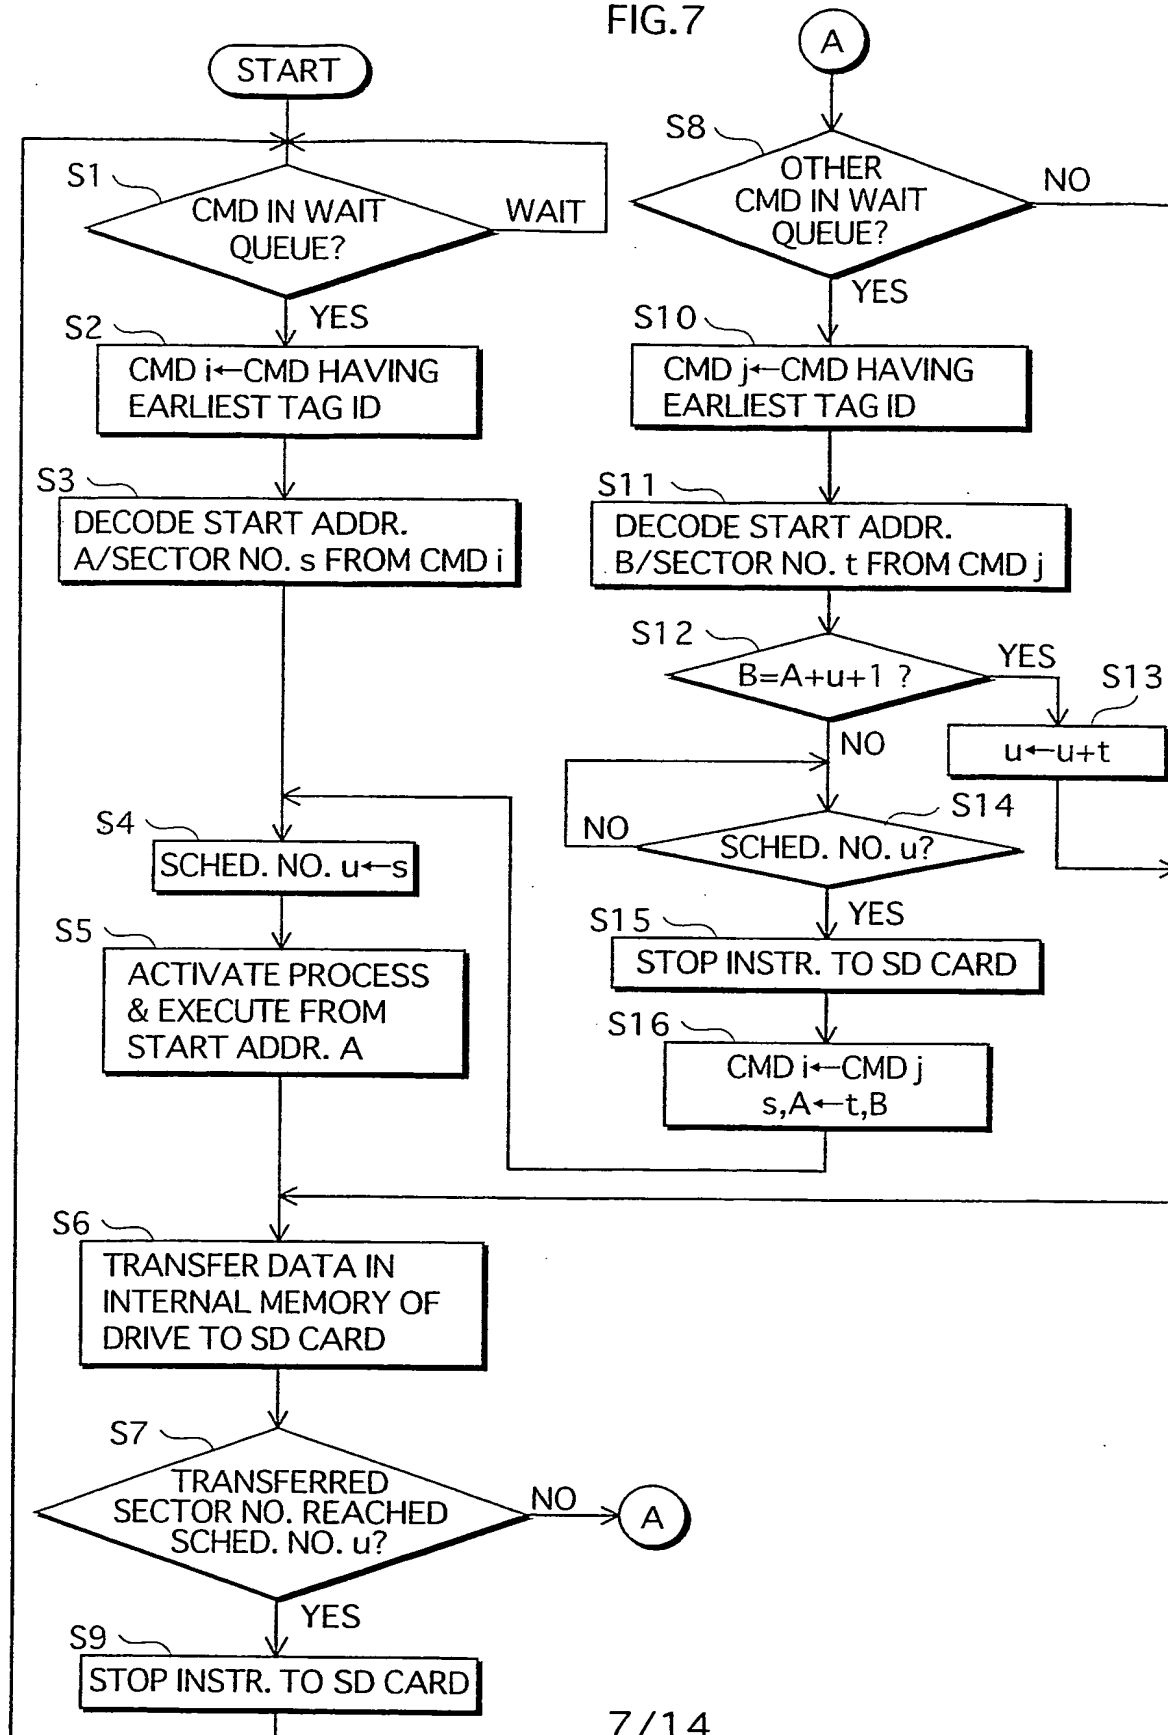 FIG.7
START
S1
CMD IN WAIT
QUEUE?
WAIT
YES
S2
CMD i←CMD HAVING
EARLIEST TAG ID
S3
DECODE START ADDR.
A/SECTOR NO. s FROM CMD i
S4
SCHED. NO. u←s
S5
ACTIVATE PROCESS
& EXECUTE FROM
START ADDR. A
S6
TRANSFER DATA IN
INTERNAL MEMORY OF
DRIVE TO SD CARD
S7
TRANSFERRED
SECTOR NO. REACHED
SCHED. NO. u?
NO
A
YES
S9
STOP INSTR. TO SD CARD
A
S8
OTHER
CMD IN WAIT
QUEUE?
NO
YES
S10
CMD j←CMD HAVING
EARLIEST TAG ID
S11
DECODE START ADDR.
B/SECTOR NO. t FROM CMD j
S12
B=A+u+1 ?
YES
S13
u←u+t
NO
S14
SCHED. NO. u?
NO
YES
S15
STOP INSTR. TO SD CARD
S16
CMD i←CMD j
s,A←t,B
7/14